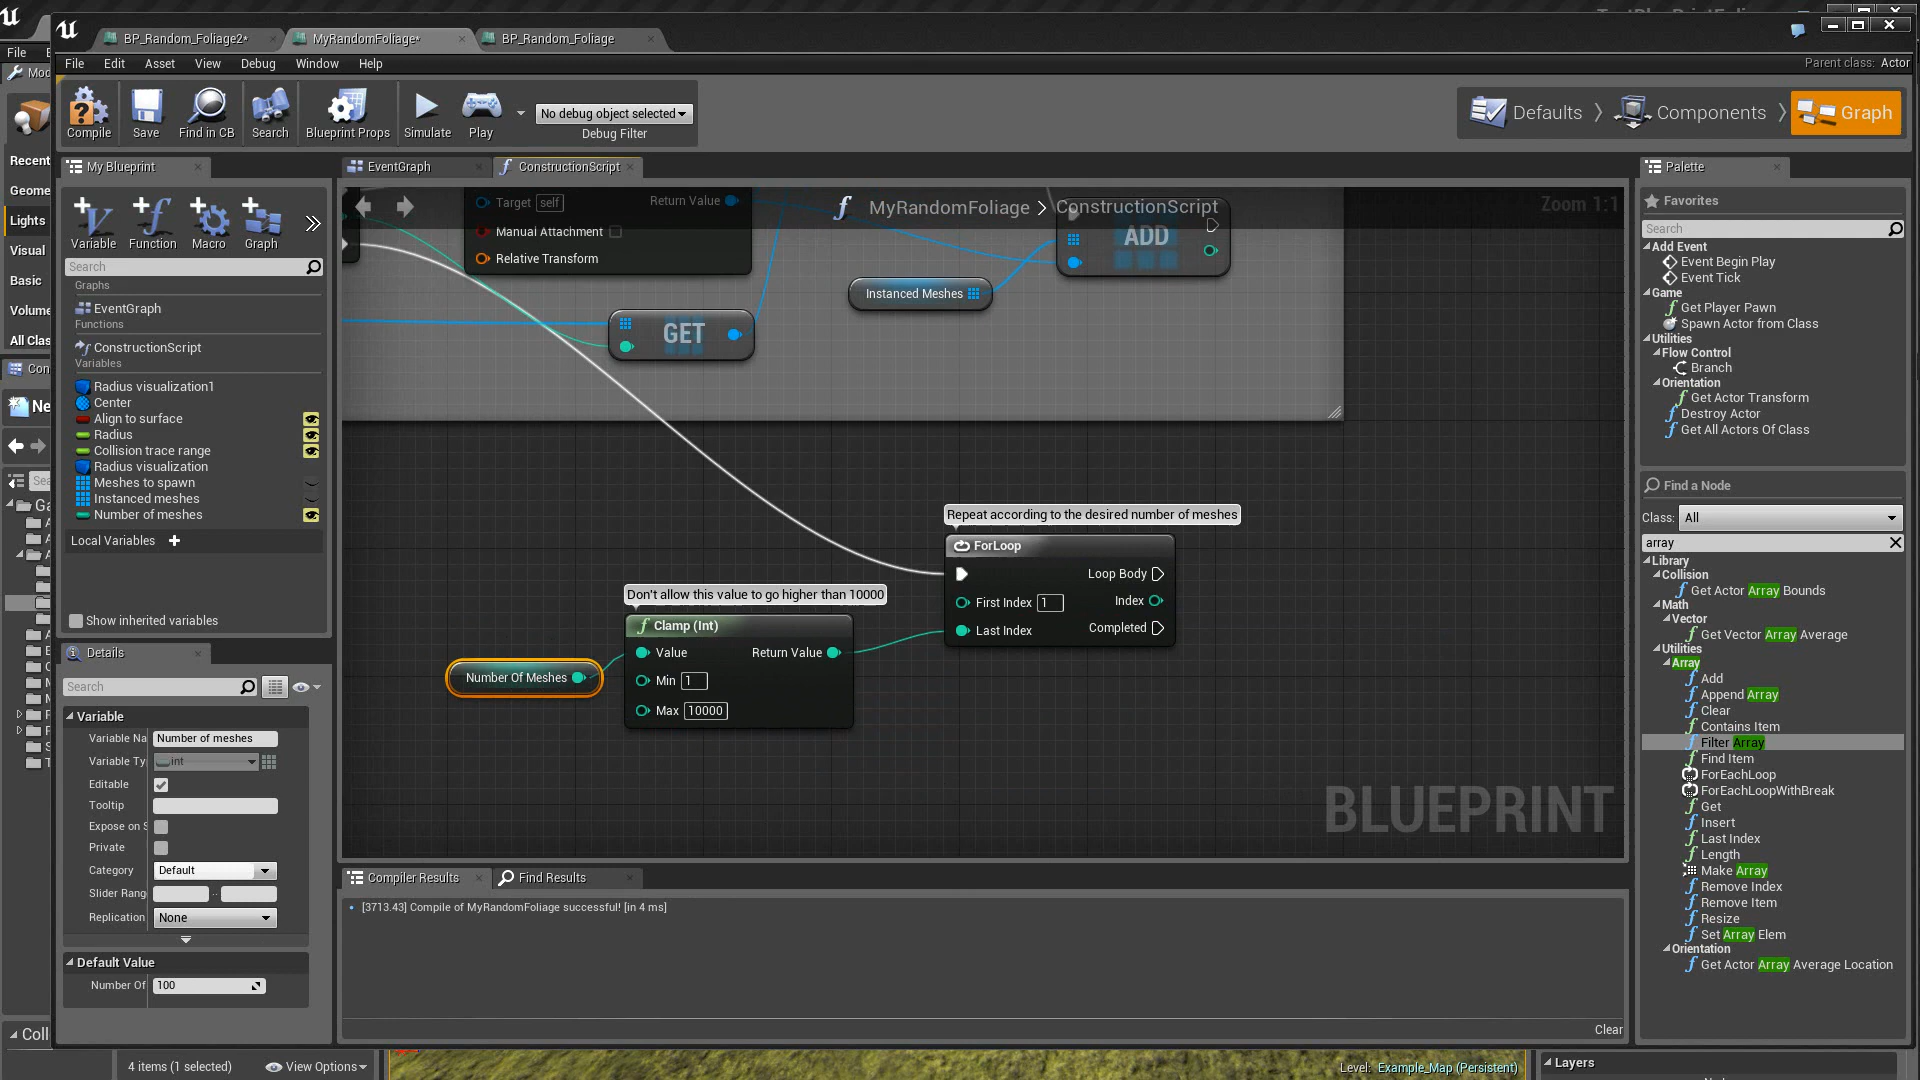 BP_Random_Foliage2*
MyRandomFoliage*
BP_Random_Foliage
File
File Edit Asset View Debug Window Help
Parent class: Actor
Compile
Save
Find in CB
Search
Blueprint Props
Simulate
Play
No debug object selected
Debug Filter
Defaults
Components
Graph
Recent
Geome
Lights
Visual
Basic
Volume
All Clas
My Blueprint
Variable
Function
Macro
Graph
Search
Graphs
EventGraph
Functions
ConstructionScript
Variables
Radius visualization1
Center
Align to surface
Radius
Collision trace range
Radius visualization
Meshes to spawn
Instanced meshes
Number of meshes
Local Variables
Show inherited variables
Details
Search
Variable
Variable Na Number of meshes
Variable Ty int
Editable
Tooltip
Expose on S
Private
Category Default
Slider Rang
Replication None
Default Value
Number Of 100
EventGraph
ConstructionScript
MyRandomFoliage > ConstructionScript
Zoom 1:1
Target self
Return Value
Manual Attachment
Relative Transform
ADD
Instanced Meshes
GET
Repeat according to the desired number of meshes
ForLoop
Loop Body
First Index 1
Index
Last Index
Completed
Don't allow this value to go higher than 10000
Clamp (Int)
Value
Return Value
Min 1
Max 10000
Number Of Meshes
BLUEPRINT
Compiler Results
Find Results
[3713.43] Compile of MyRandomFoliage successful! [in 4 ms]
Clear
Palette
Favorites
Search
Add Event
Event Begin Play
Event Tick
Game
Get Player Pawn
Spawn Actor from Class
Utilities
Flow Control
Branch
Orientation
Get Actor Transform
Destroy Actor
Get All Actors Of Class
Find a Node
Class: All
array
Library
Collision
Get Actor Array Bounds
Math
Vector
Get Vector Array Average
Utilities
Array
Add
Append Array
Clear
Contains Item
Filter Array
Find Item
ForEachLoop
ForEachLoopWithBreak
Get
Insert
Last Index
Length
Make Array
Remove Index
Remove Item
Resize
Set Array Elem
Orientation
Get Actor Array Average Location
4 items (1 selected)
View Options
Level: Example_Map (Persistent)
Layers